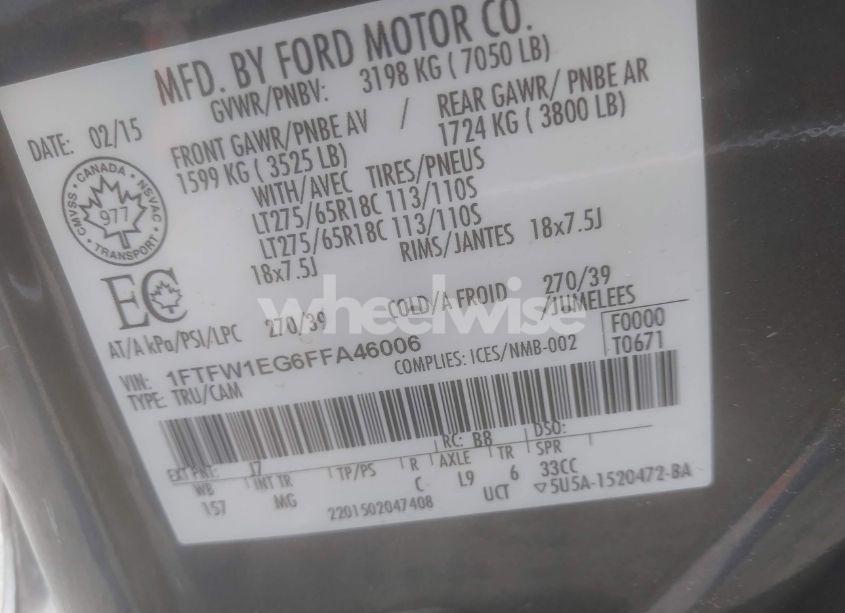 MFD. BY FORD MOTOR CO.
DATE: 02/15
GVWR/PNBV: 3198 KG (7050 LB)
FRONT GAWR/PNBE AV / REAR GAWR/ PNBE AR
1599 KG (3525 LB) 1724 KG (3800 LB)
WITH/AVEC TIRES/PNEUS
LT275/65R18C 113/110S
LT275/65R18C 113/110S
18x7.5J RIMS/JANTES 18x7.5J
CMVSS · CANADA · NSVAC · TRANSPORT
977
EC
AT/A kPa/PSI/LPC 270/39 COLD/A FROID 270/39
/JUMELEES
wheelwise
VIN: 1FTFW1EG6FFA46006
COMPLIES: ICES/NMB-002
F0000
T0671
TYPE: TRU/CAM
RC: B8 DSO:
EXT PNT: J7
WB INT TR TP/PS R AXLE TR SPR
157 MG C L9 6 33CC
2201502047408 UCT 5U5A-1520472-BA